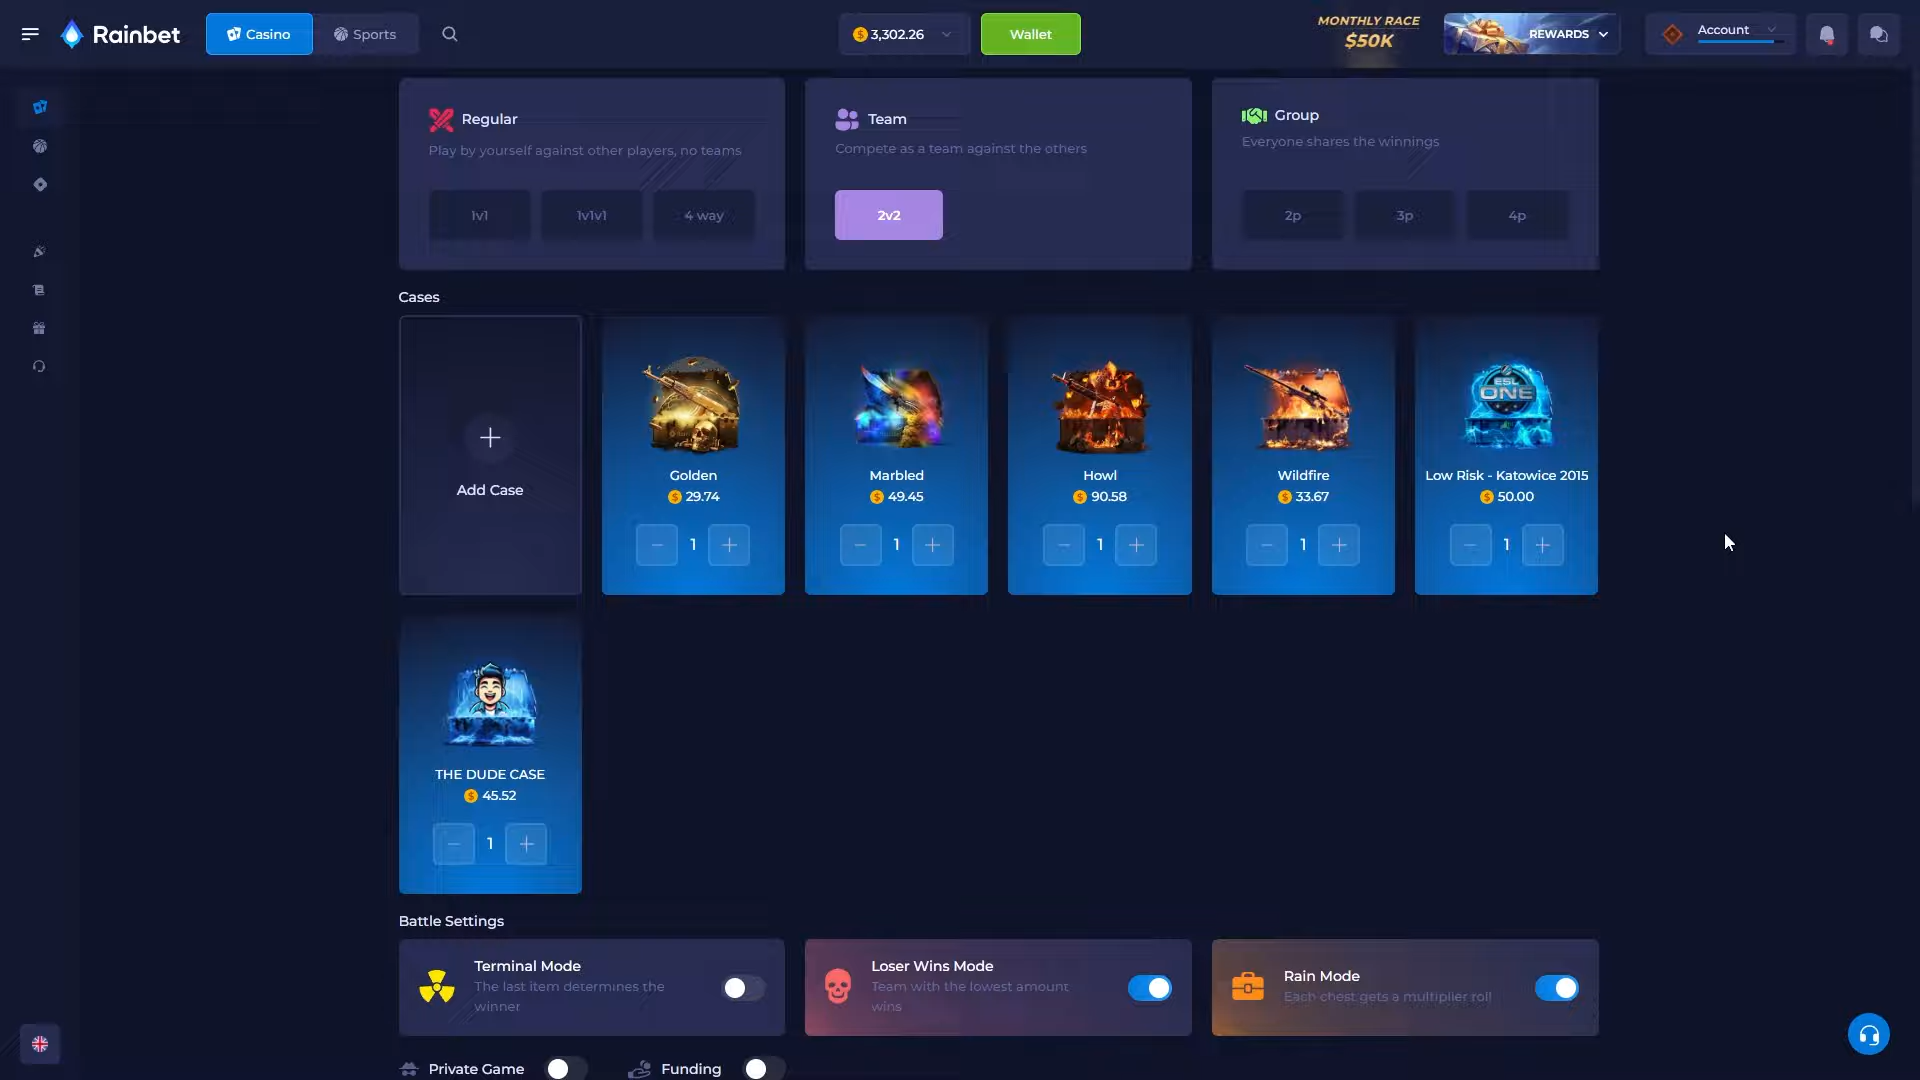 Rainbet
Casino
Sports
3,302.26
Wallet
MONTHLY RACE
$50K
REWARDS
Account
Regular
Play by yourself against other players, no teams
1v1
1v1v1
4 way
Team
Compete as a team against the others
2v2
Group
Everyone shares the winnings
2p
3p
4p
Cases
Add Case
Golden
29.74
1
Marbled
49.45
1
Howl
90.58
1
Wildfire
33.67
1
ESL
ONE
Low Risk - Katowice 2015
50.00
1
THE DUDE CASE
45.52
1
Battle Settings
Terminal Mode
The last item determines the
winner
Loser Wins Mode
Team with the lowest amount
wins
Rain Mode
Each chest gets a multiplier roll
Private Game
Funding